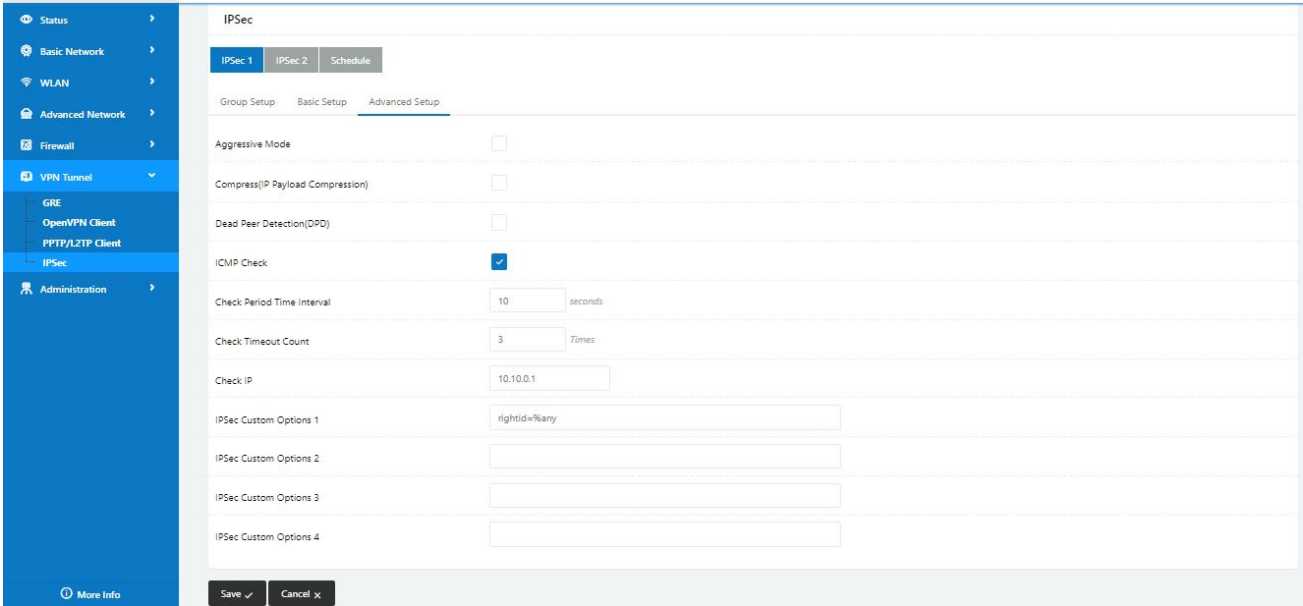 Status
Basic Network
WLAN
Advanced Network
Firewall
VPN Tunnel
GRE
OpenVPN Client
PPTP/L2TP Client
IPSec
Administration
More Info
IPSec
IPSec 1 IPSec 2 Schedule
Group Setup Basic Setup Advanced Setup
Aggressive Mode
Compress(IP Payload Compression)
Dead Peer Detection(DPD)
ICMP Check
Check Period Time Interval 10 seconds
Check Timeout Count 3 Times
Check IP 10.10.0.1
IPSec Custom Options 1 rightid=%any
IPSec Custom Options 2
IPSec Custom Options 3
IPSec Custom Options 4
Save Cancel